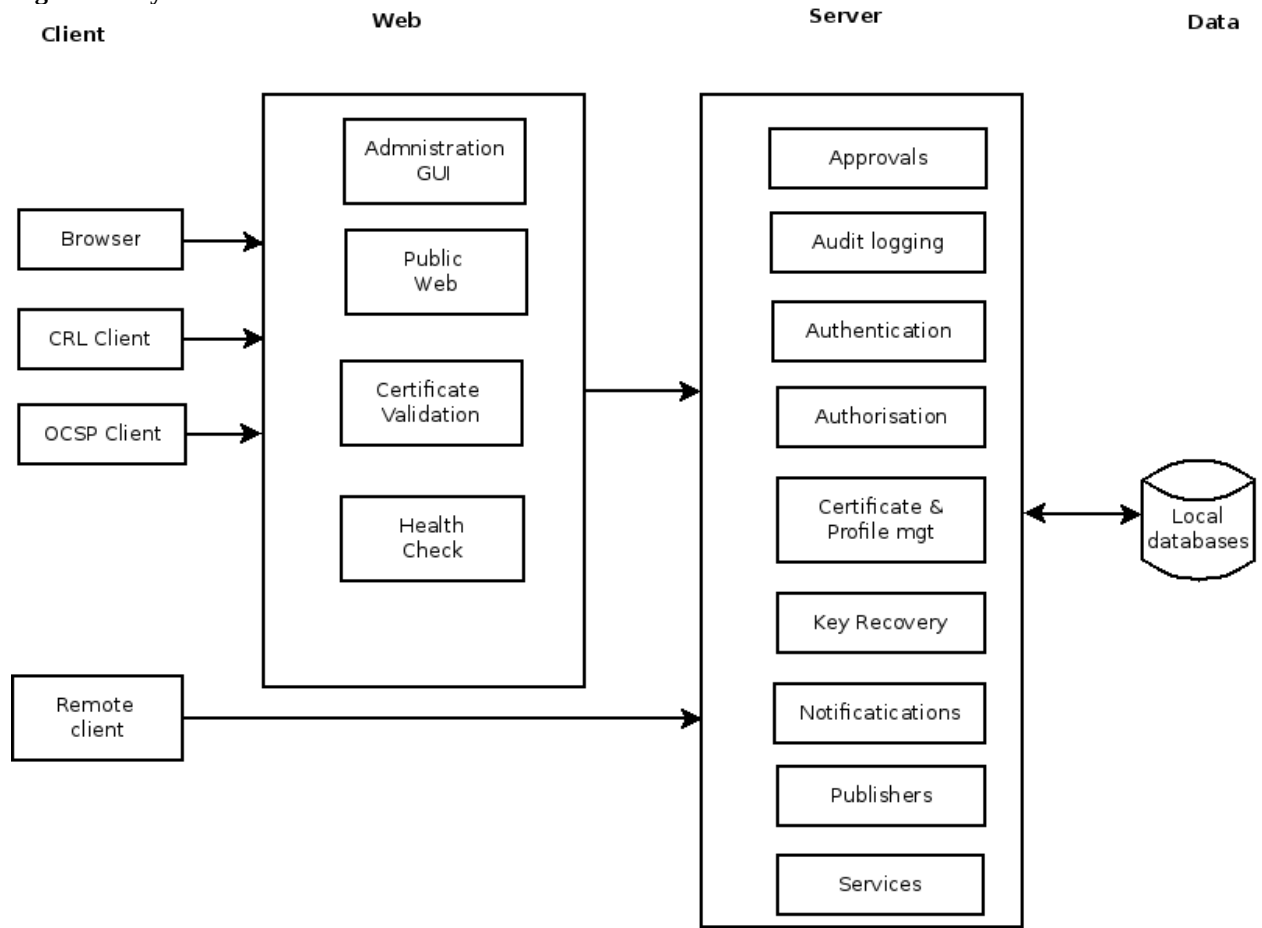 Client
Web
Server
Data
Admnistration
GUI
Public
Web
Certificate
Validation
Health
Check
Browser
CRL Client
OCSP Client
Remote
client
Approvals
Audit logging
Authentication
Authorisation
Certificate &
Profile mgt
Key Recovery
Notificatications
Publishers
Services
Local
databases